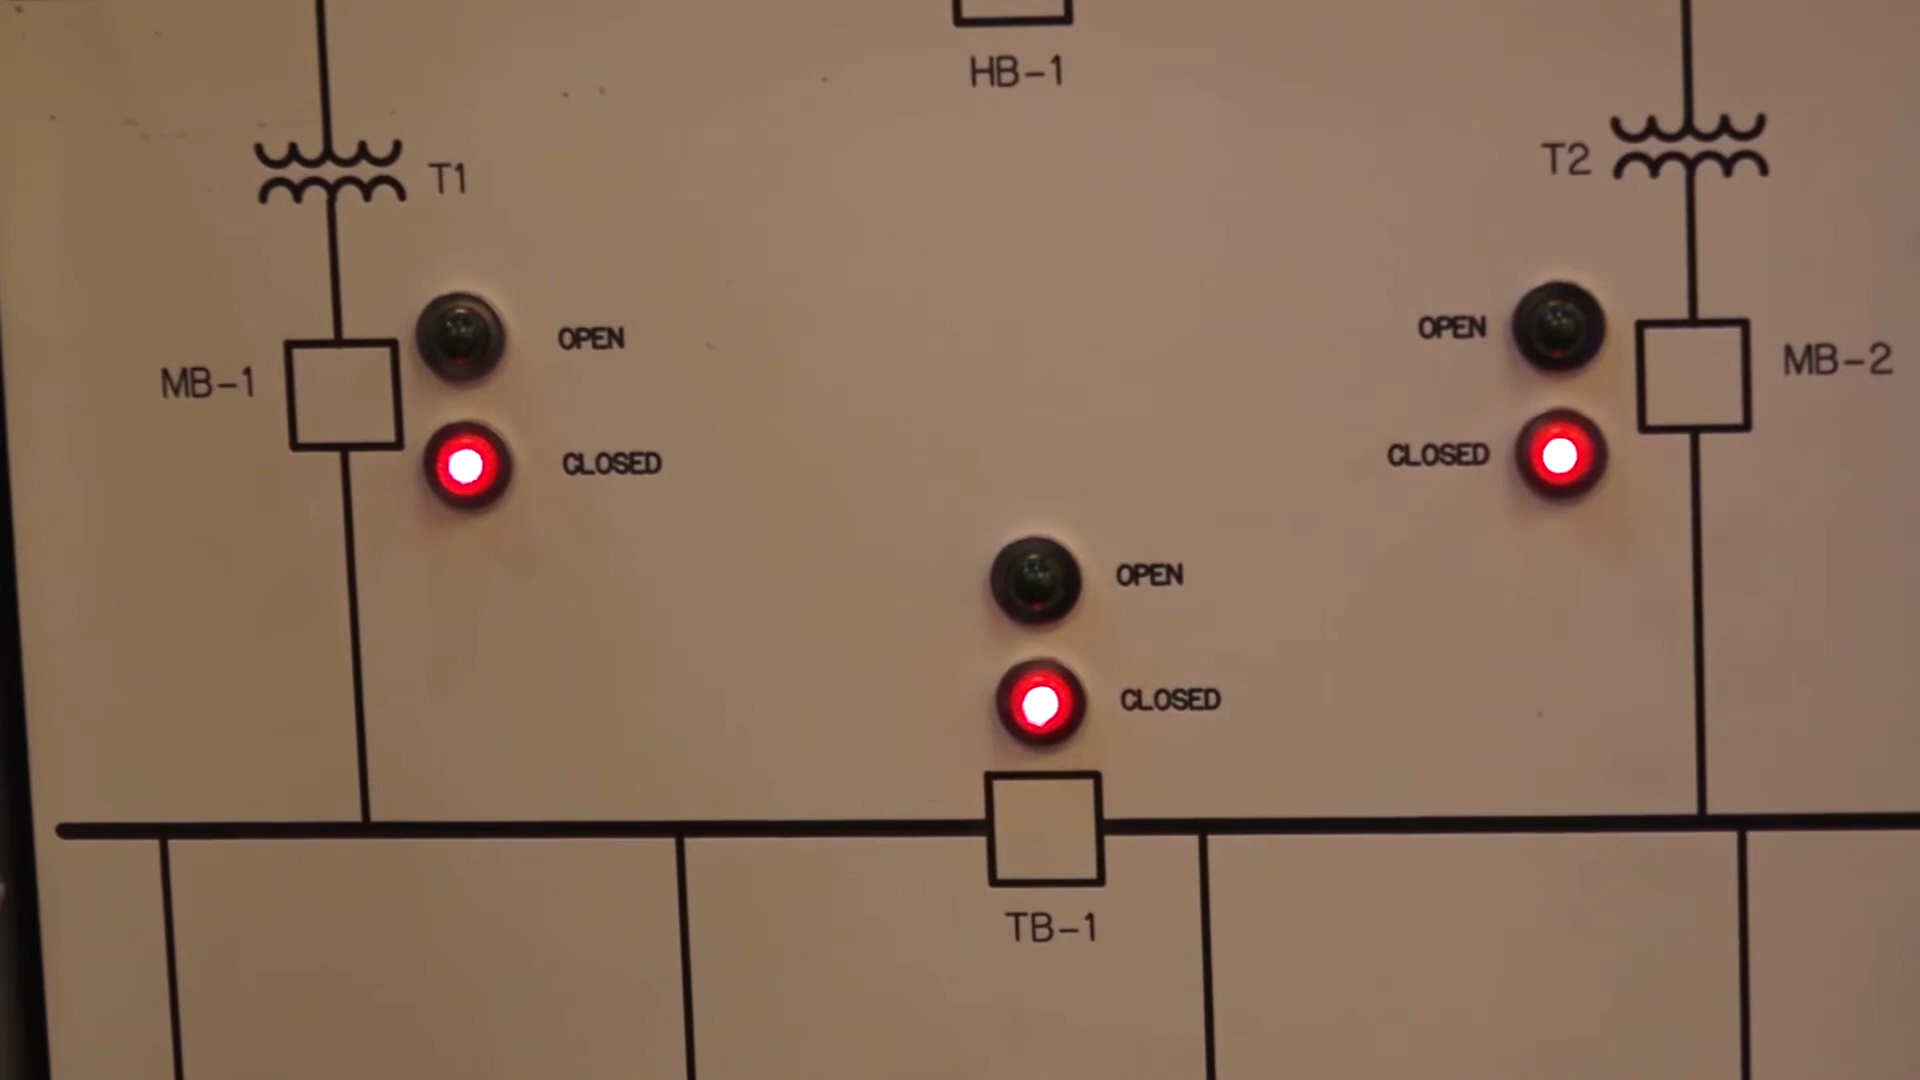 HB-1
T1
T2
OPEN
OPEN
MB-1
MB-2
CLOSED
CLOSED
OPEN
CLOSED
TB-1